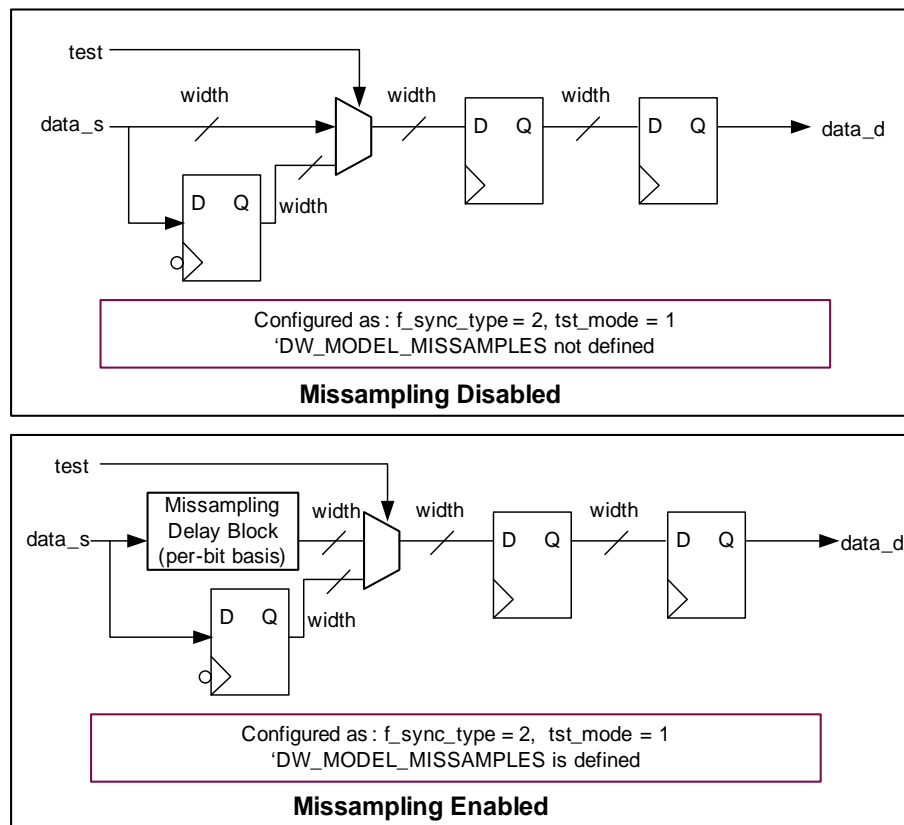 test
width
width
width
data_s
D Q
D Q
data_d
D Q
width
Configured as: f_sync_type = 2, tst_mode = 1
‘DW_MODEL_MISSAMPLES not defined
Missampling Disabled
test
Missampling
Delay Block
(per-bit basis)
width
width
width
data_s
D Q
D Q
data_d
D Q
width
Configured as: f_sync_type = 2, tst_mode = 1
‘DW_MODEL_MISSAMPLES is defined
Missampling Enabled